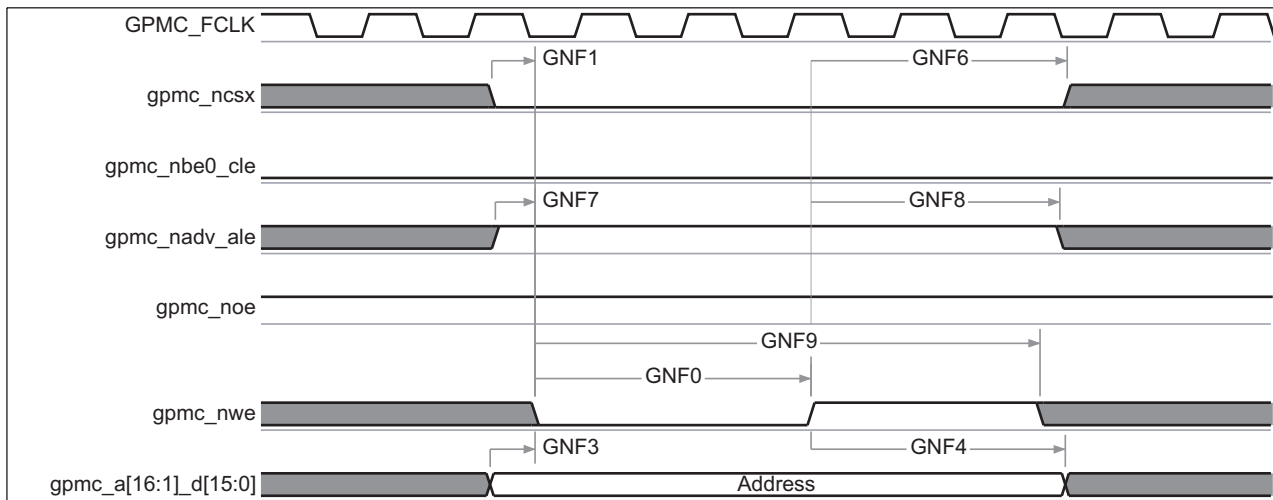 GPMC_FCLK
GNF1
GNF6
gpmc_ncsx
gpmc_nbe0_cle
GNF7
GNF8
gpmc_nadv_ale
gpmc_noe
GNF9
GNF0
gpmc_nwe
GNF3
GNF4
gpmc_a[16:1]_d[15:0]
Address